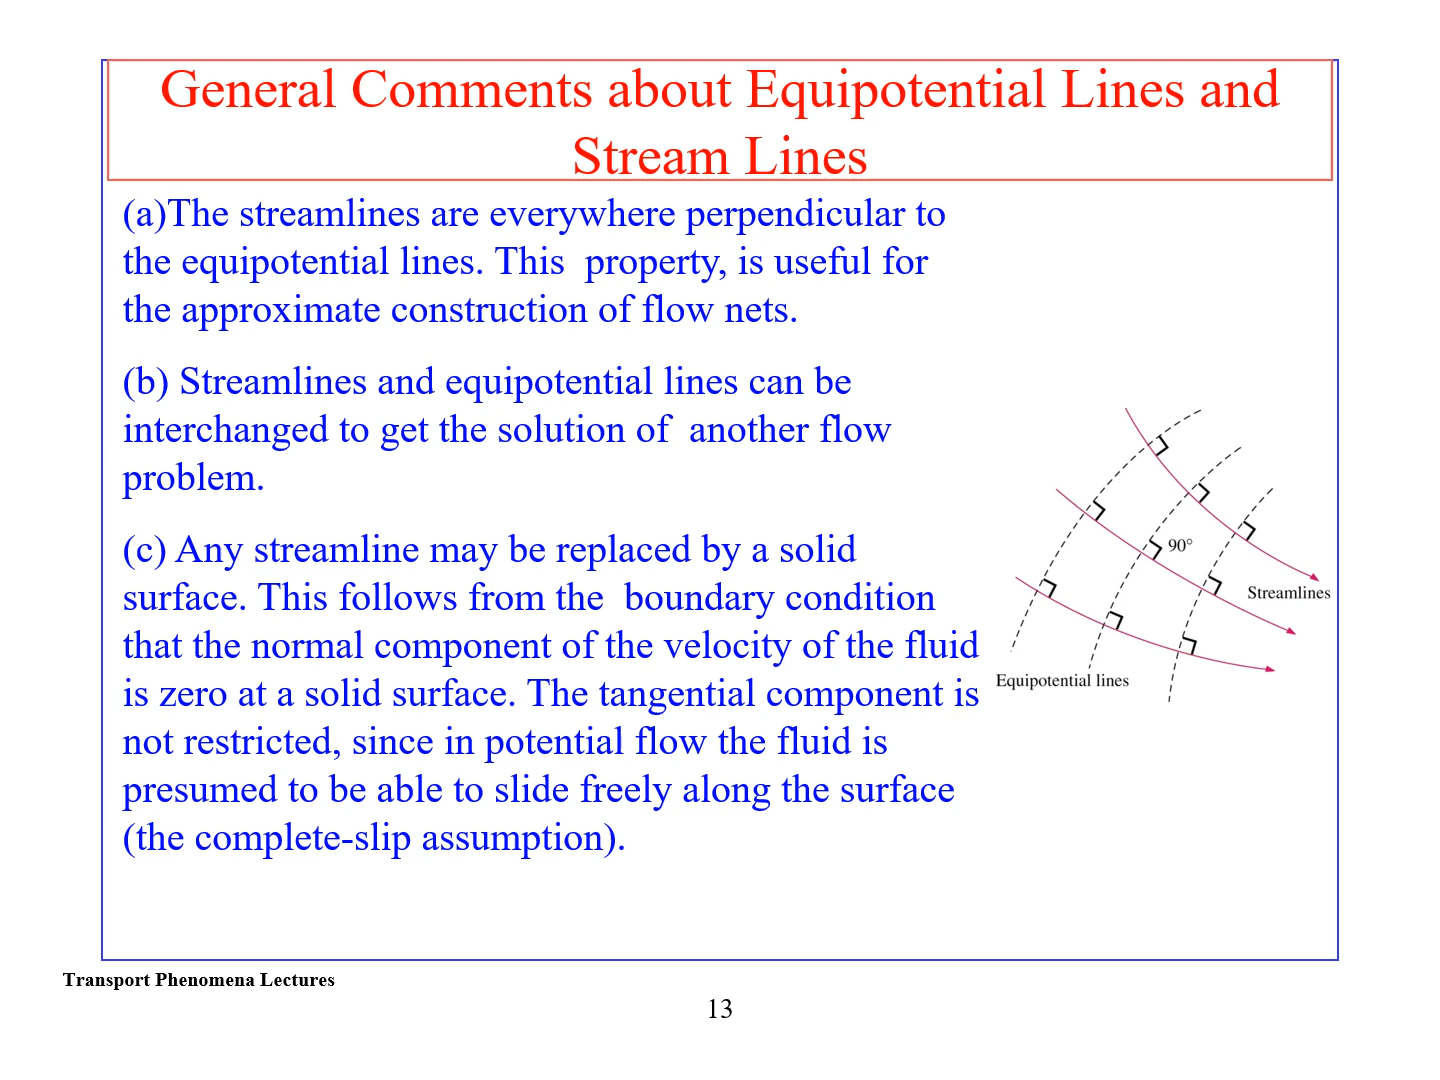 General Comments about Equipotential Lines and
Stream Lines
(a)The streamlines are everywhere perpendicular to
the equipotential lines. This  property, is useful for
the approximate construction of flow nets.
(b) Streamlines and equipotential lines can be
interchanged to get the solution of  another flow
problem.
(c) Any streamline may be replaced by a solid
surface. This follows from the  boundary condition
that the normal component of the velocity of the fluid
is zero at a solid surface. The tangential component is
not restricted, since in potential flow the fluid is
presumed to be able to slide freely along the surface
(the complete-slip assumption).
90°
Streamlines
Equipotential lines
Transport Phenomena Lectures
13